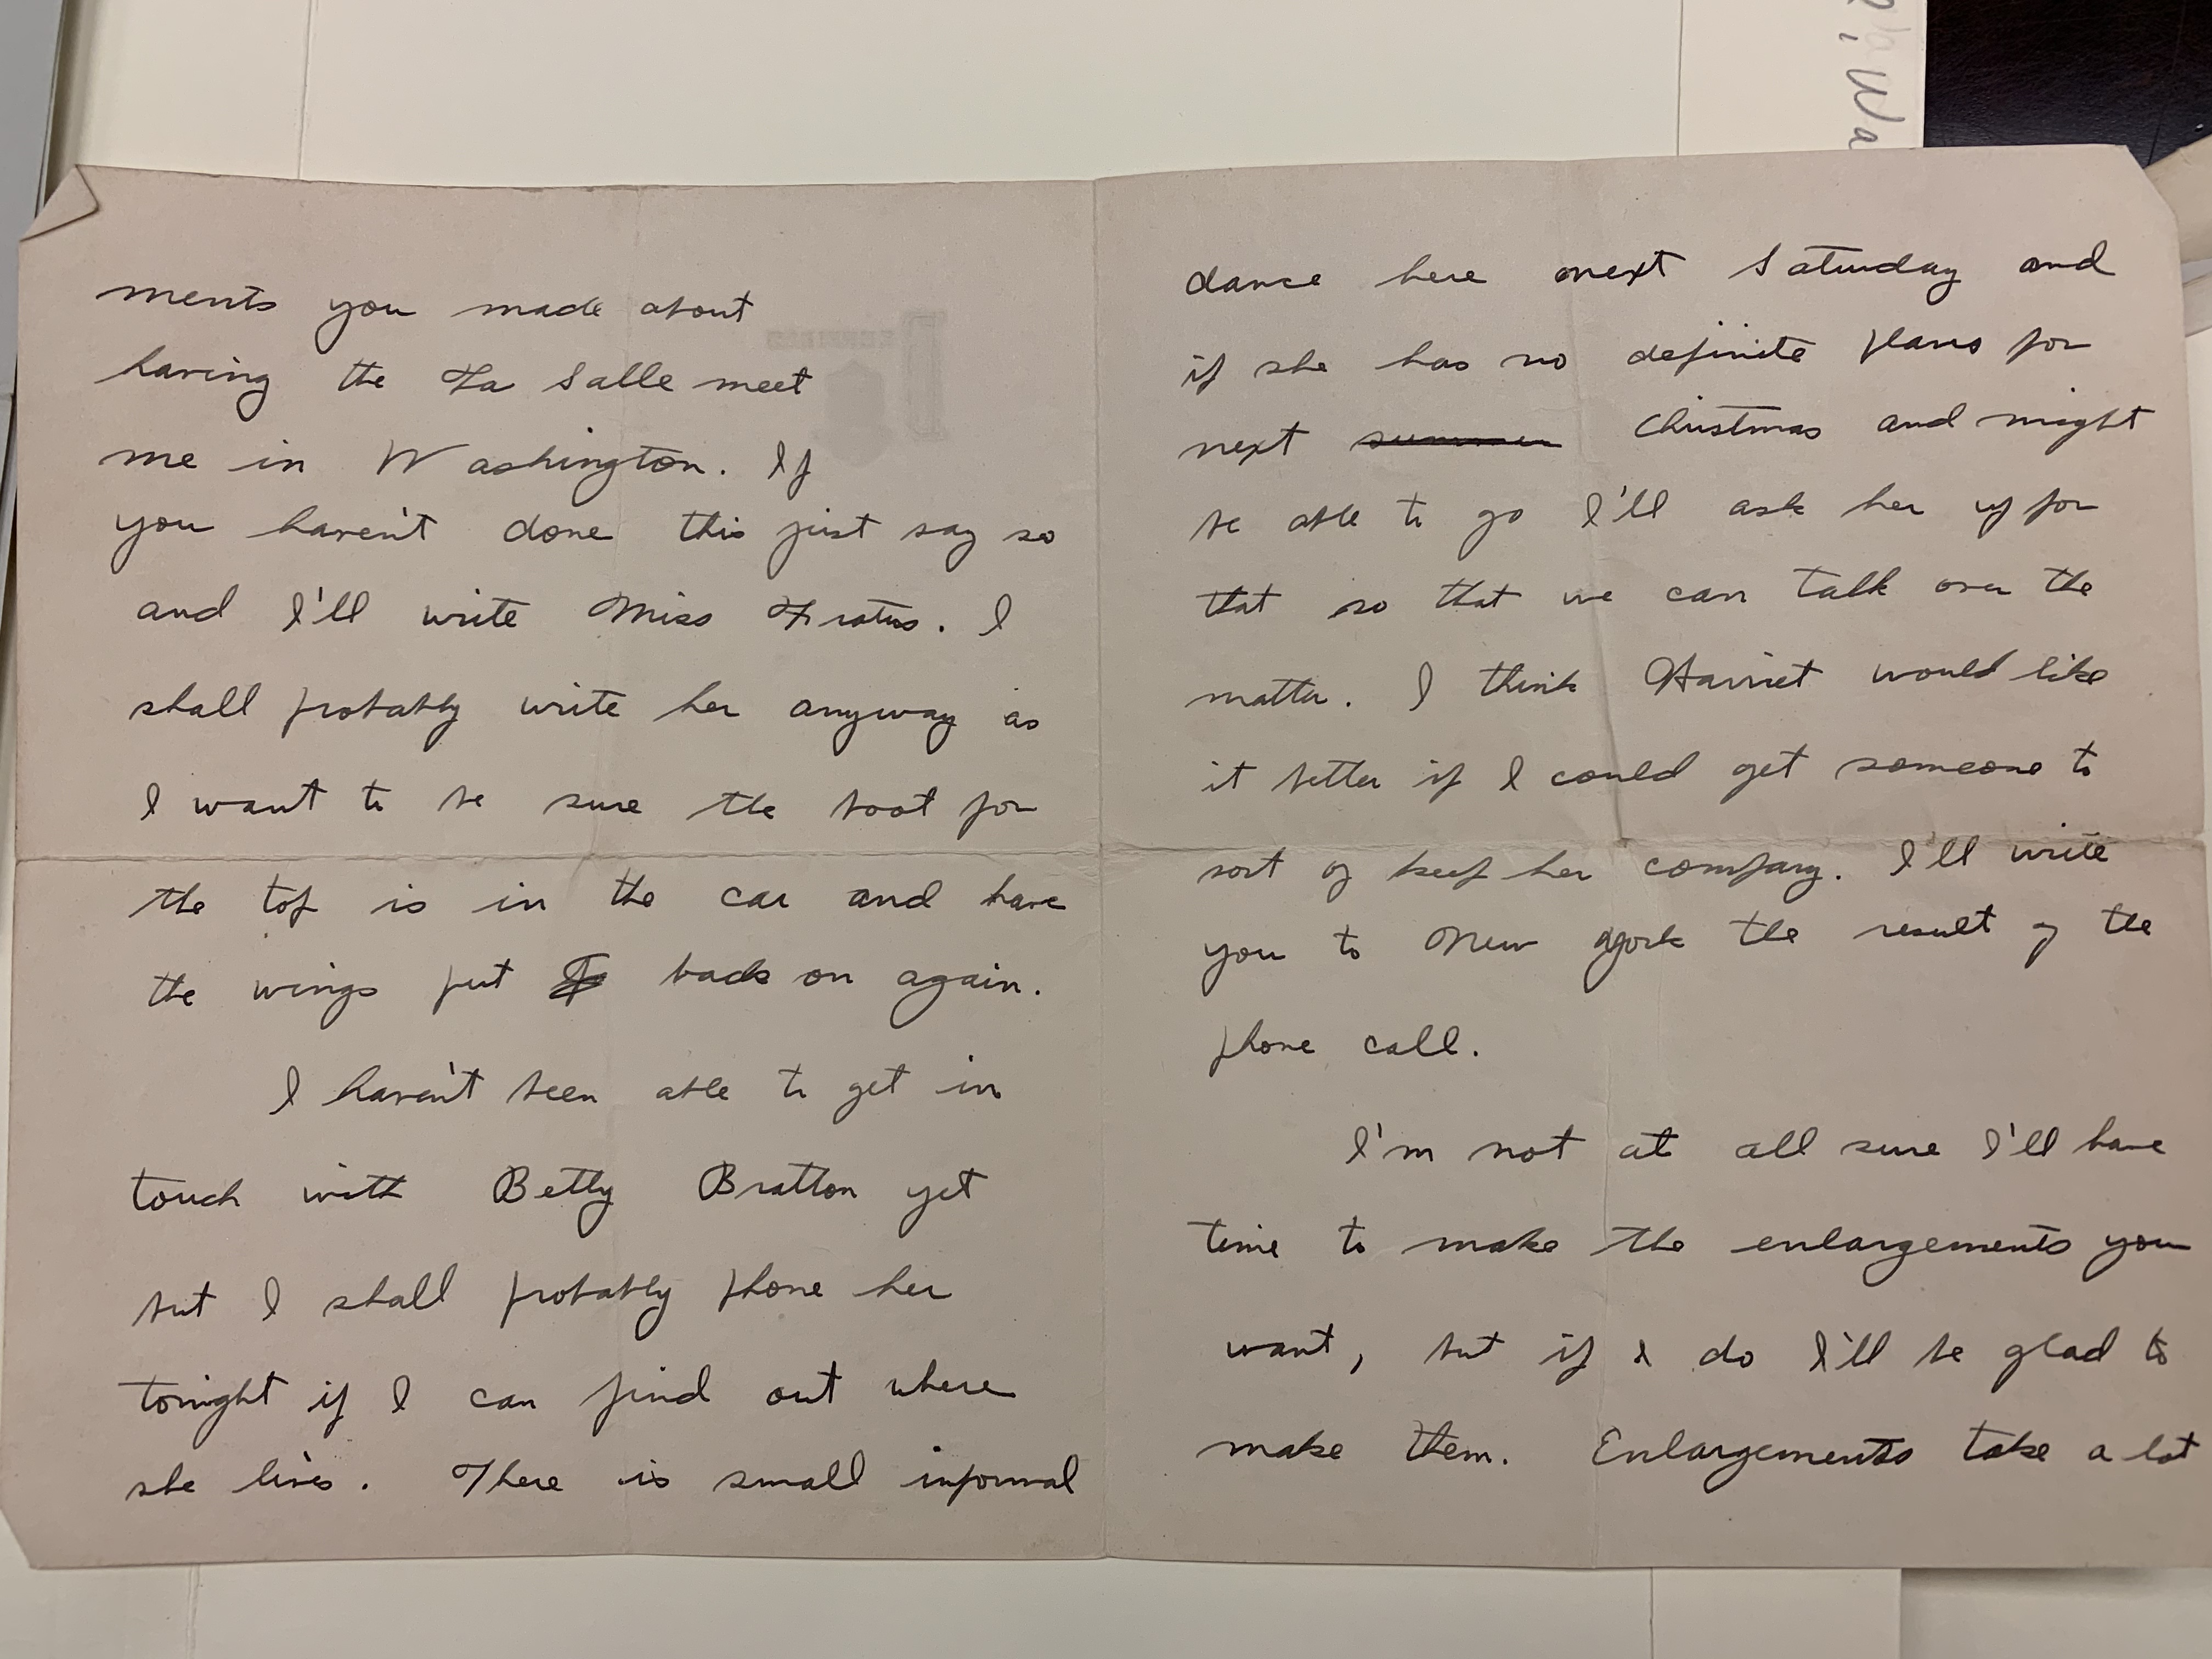 ments you made about
having the La Salle meet
me in Washington. If
you haven't done this just say so
and I'll write Miss. I
shall probably write her anyway as
I want to be sure the boot for
the top is in the car and have
the wings put back on again.
I haven't been able to get in
touch with Betty Bratton yet
but I shall probably phone her
tonight if I can find out where
she lives. There is small informal
dance here next Saturday and
if she has no definite plans for
next Christmas and might
be able to go I'll ask her up for
that so that we can talk over the
matter. I think Harriet would like
it better if I could get someone to
sort of keep her company. I'll write
you to New York the result of the
phone call.
I'm not at all sure I'll have
time to make the enlargements you
want, but if I do I'll be glad to
make them. Enlargements take a lot
Wa